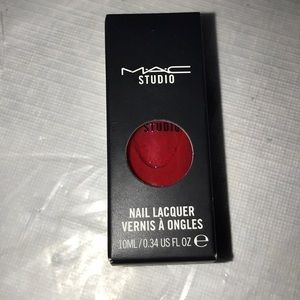 MAC
STUDIO
STUDIO
NAIL LACQUER
VERNIS À ONGLES
10ML/0.34 US FL OZ ℮